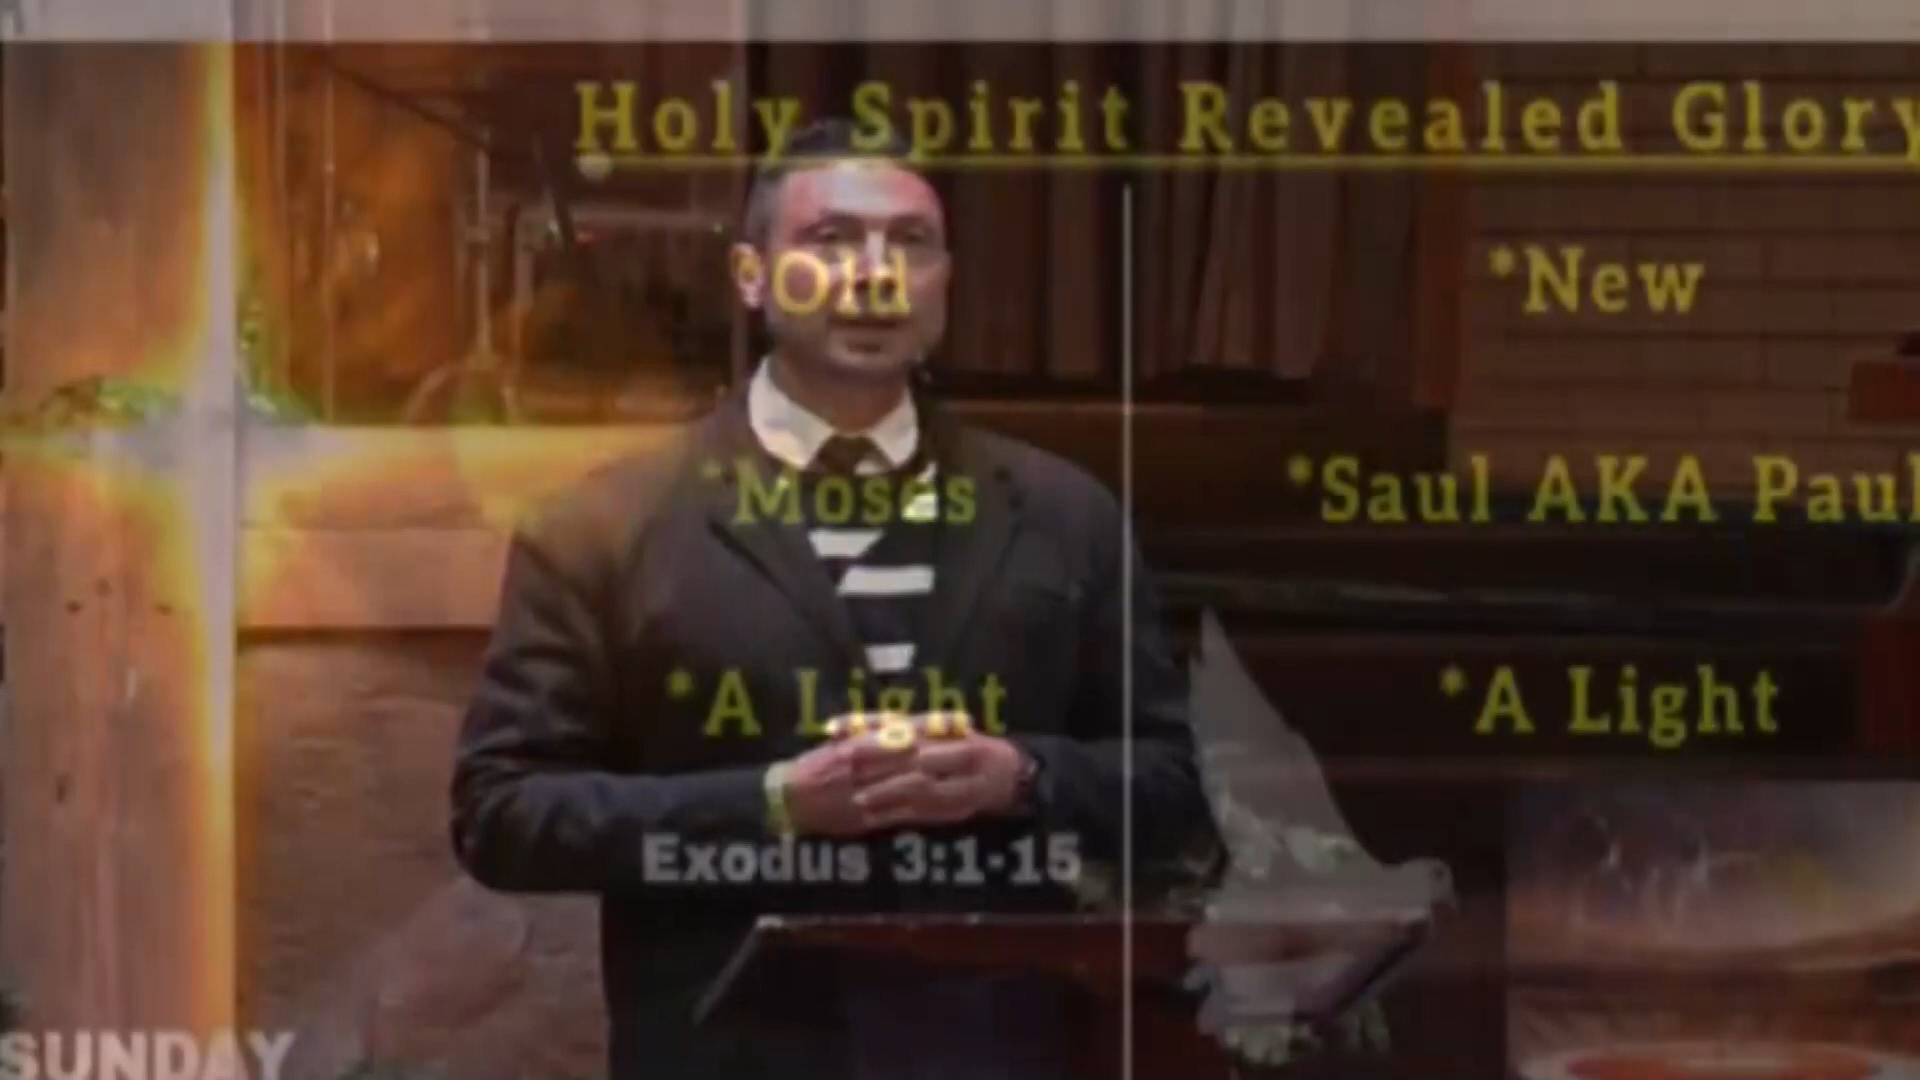 Holy Spirit Revealed Glory
*Old
*New
*Moses
*Saul AKA Paul
*A Light
*A Light
Exodus 3:1-15
SUNDAY